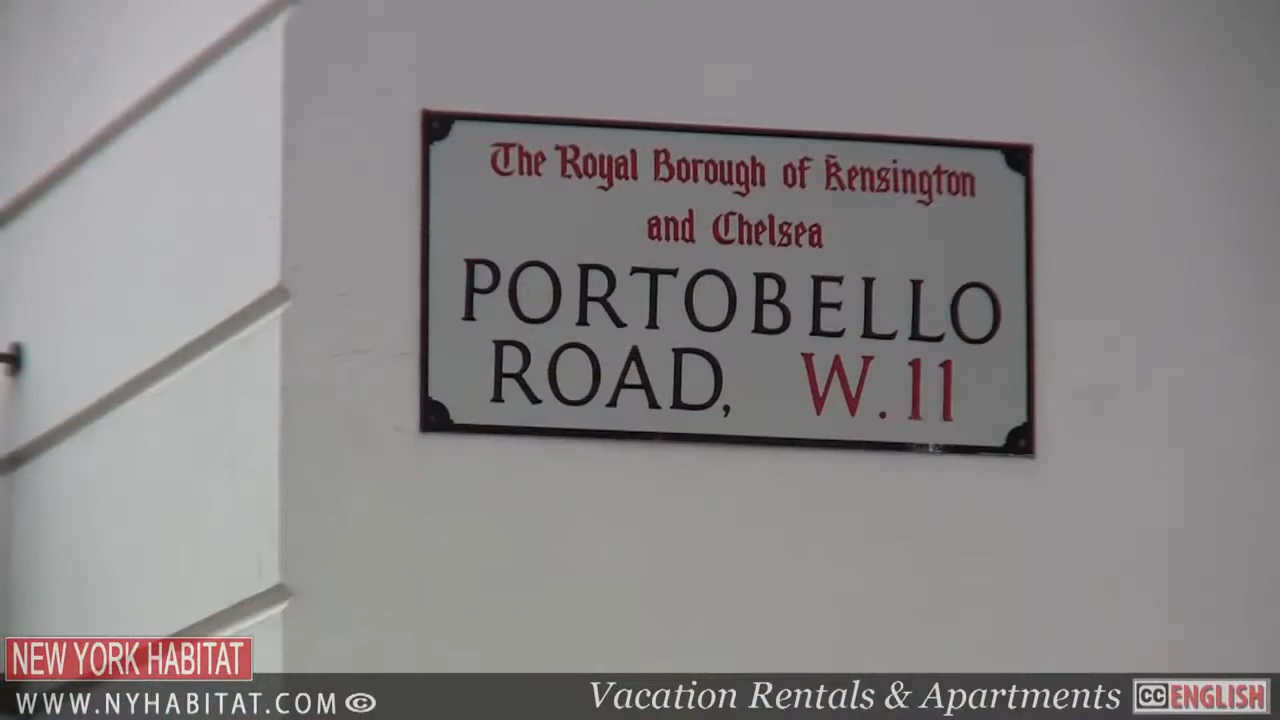 The Royal Borough of Kensington
and Chelsea
PORTOBELLO
ROAD, W.11
NEW YORK HABITAT
WWW.NYHABITAT.COM ©
Vacation Rentals & Apartments
CC ENGLISH